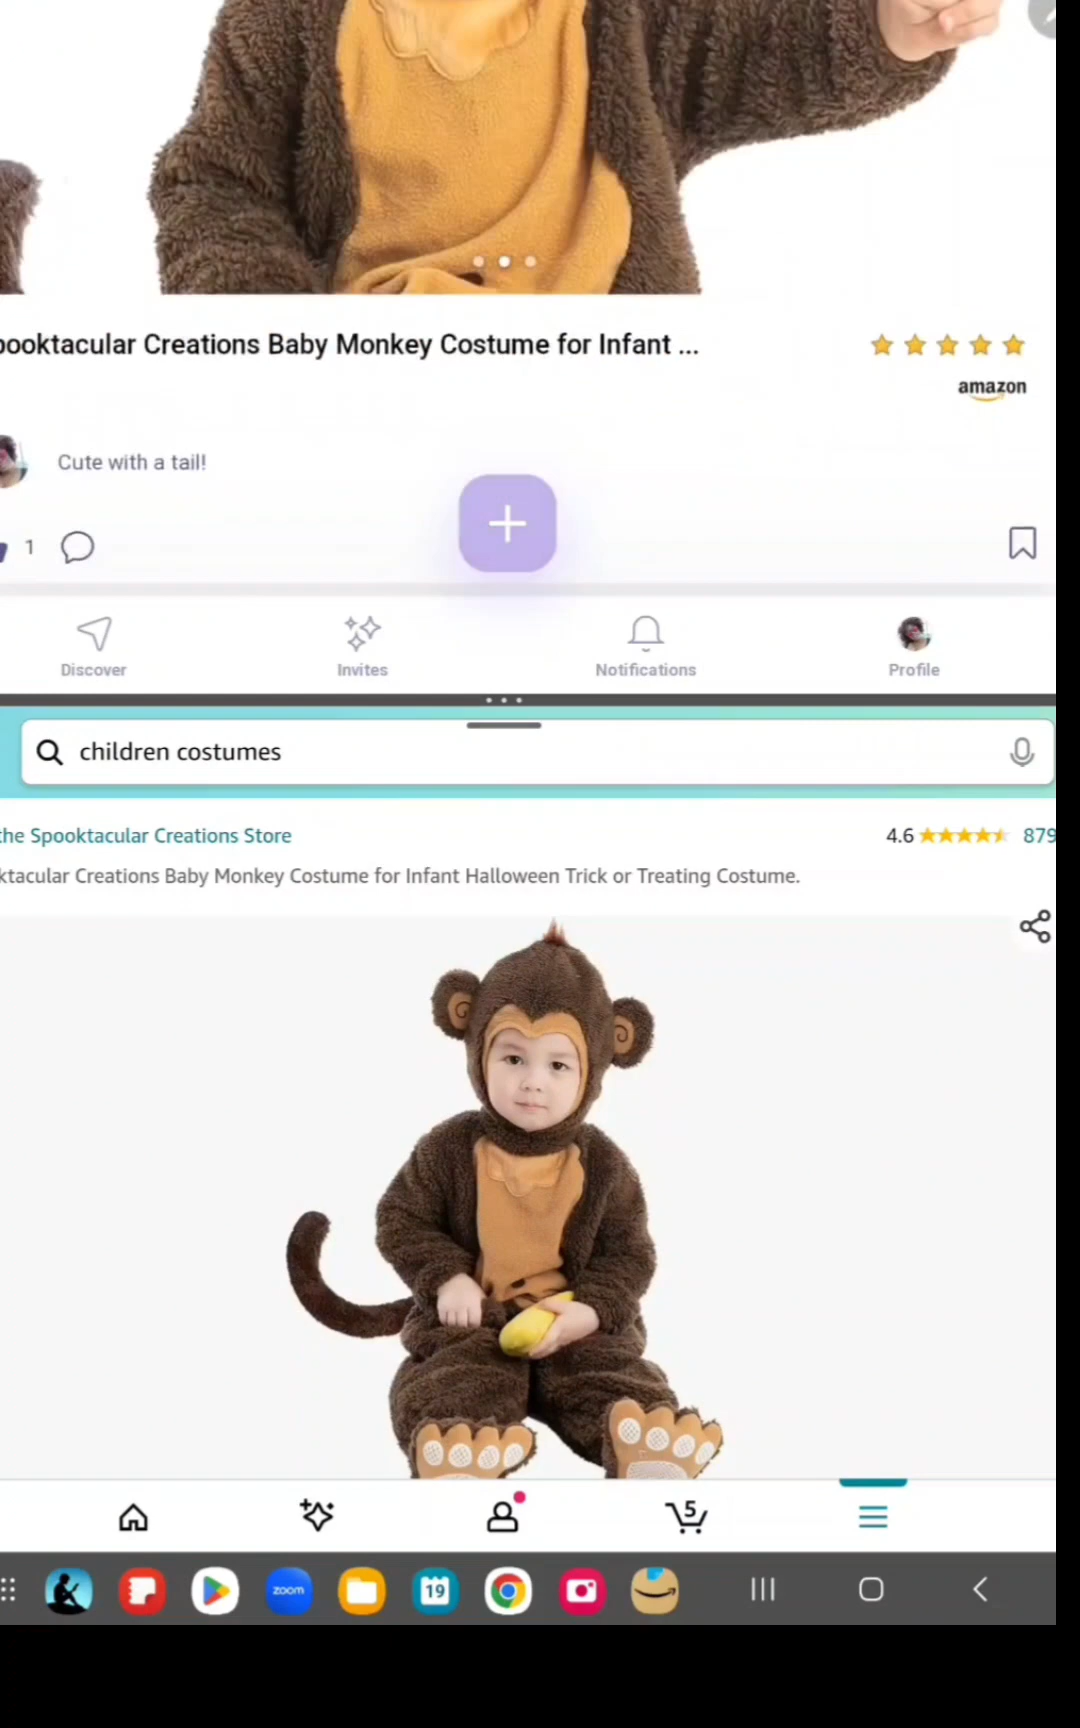 pooktacular Creations Baby Monkey Costume for Infant ...
amazon
Cute with a tail!
1
Discover
Invites
Notifications
Profile
children costumes
the Spooktacular Creations Store
4.6
879
ktacular Creations Baby Monkey Costume for Infant Halloween Trick or Treating Costume.
5
zoom
19